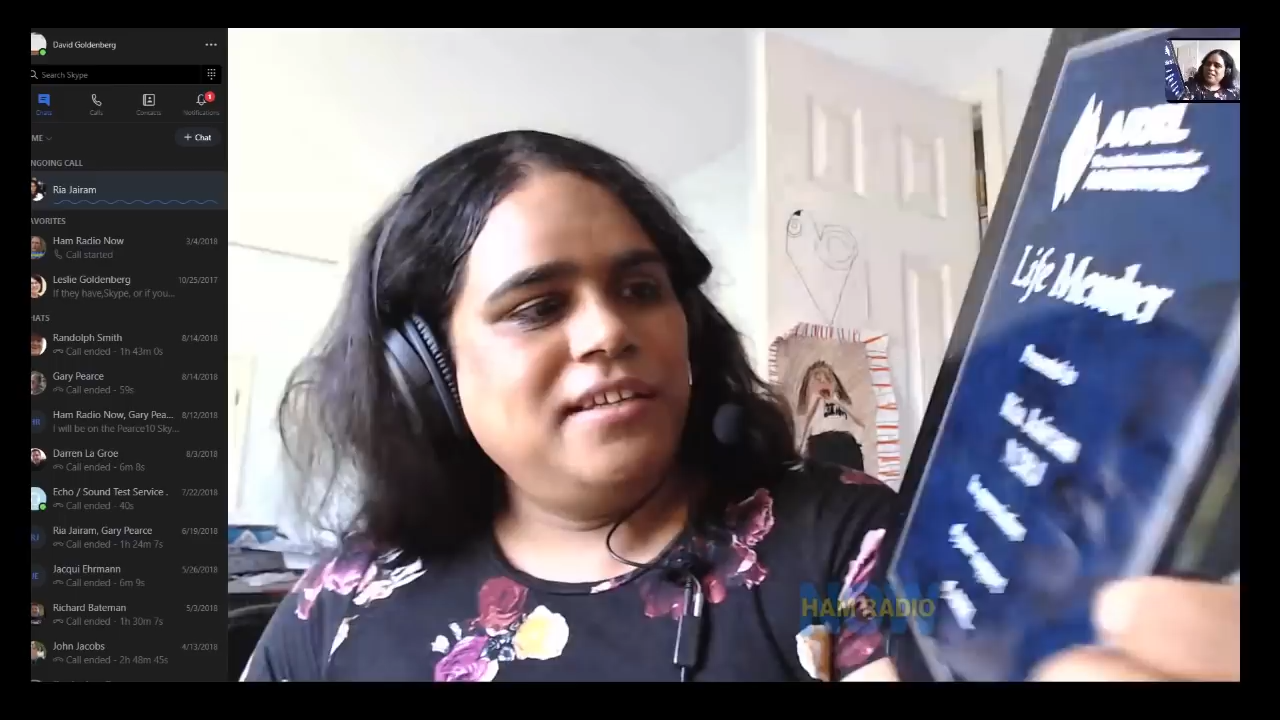 David Goldenberg
Search Skype
Chats
Calls
Contacts
Notifications
1
ME
+ Chat
NGOING CALL
Ria Jairam
AVORITES
Ham Radio Now 3/4/2018
Call started
Leslie Goldenberg 10/25/2017
If they have,Skype, or if you...
HATS
Randolph Smith 8/14/2018
Call ended - 1h 43m 0s
Gary Pearce 8/14/2018
Call ended - 59s
Ham Radio Now, Gary Pea... 8/12/2018
I will be on the Pearce10 Sky...
Darren La Groe 8/3/2018
Call ended - 6m 8s
Echo / Sound Test Service . 7/22/2018
Call ended - 40s
Ria Jairam, Gary Pearce 6/19/2018
Call ended - 1h 24m 7s
Jacqui Ehrmann 5/26/2018
Call ended - 6m 9s
Richard Bateman 5/3/2018
Call ended - 1h 30m 7s
John Jacobs 4/13/2018
Call ended - 2h 48m 45s
ARRL
Life Member
Ria Jairam
HAM RADIO
NOW